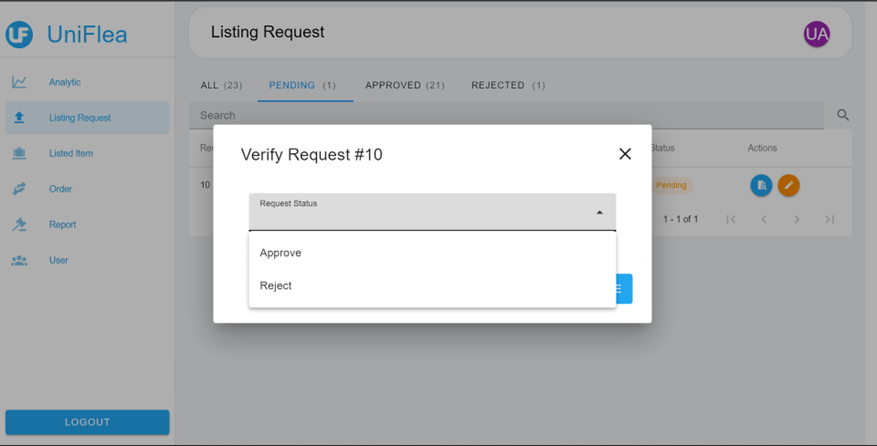 UF UniFlea
Listing Request
UA
Analytic
Listing Request
Listed Item
Order
Report
User
LOGOUT
ALL (23) PENDING (1) APPROVED (21) REJECTED (1)
Search
Status Actions
10 Pending
1 - 1 of 1
Verify Request #10
Request Status
Approve
Reject